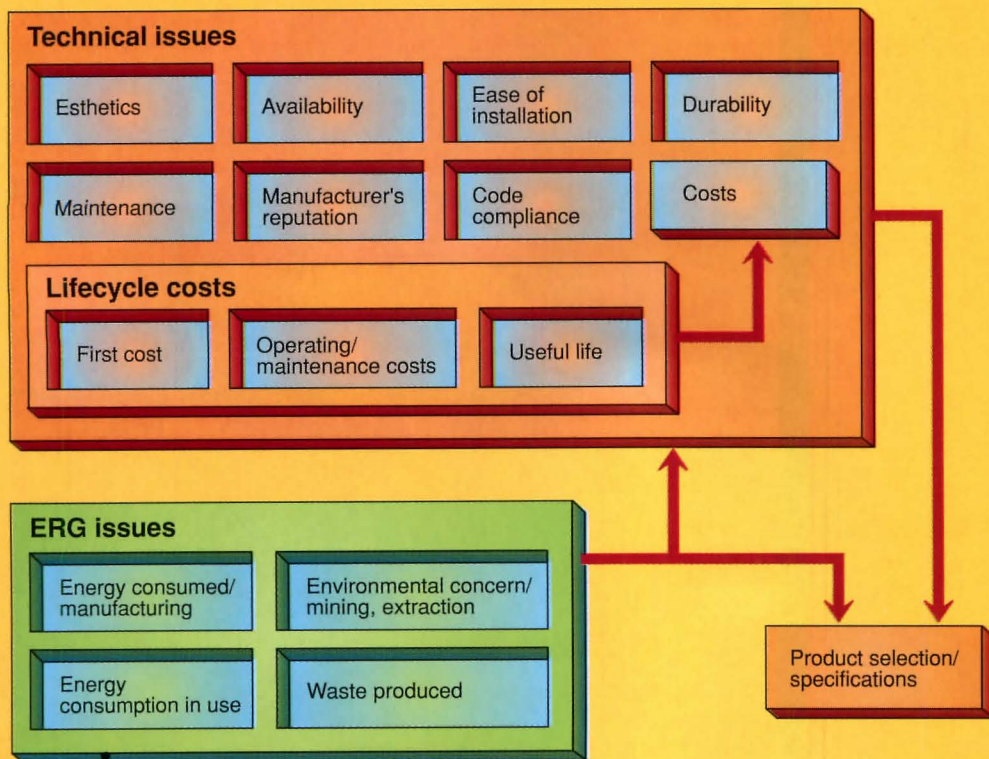 Technical issues
Esthetics
Availability
Ease of
installation
Durability
Maintenance
Manufacturer's
reputation
Code
compliance
Costs
Lifecycle costs
First cost
Operating/
maintenance costs
Useful life
ERG issues
Energy consumed/
manufacturing
Environmental concern/
mining, extraction
Energy
consumption in use
Waste produced
Product selection/
specifications